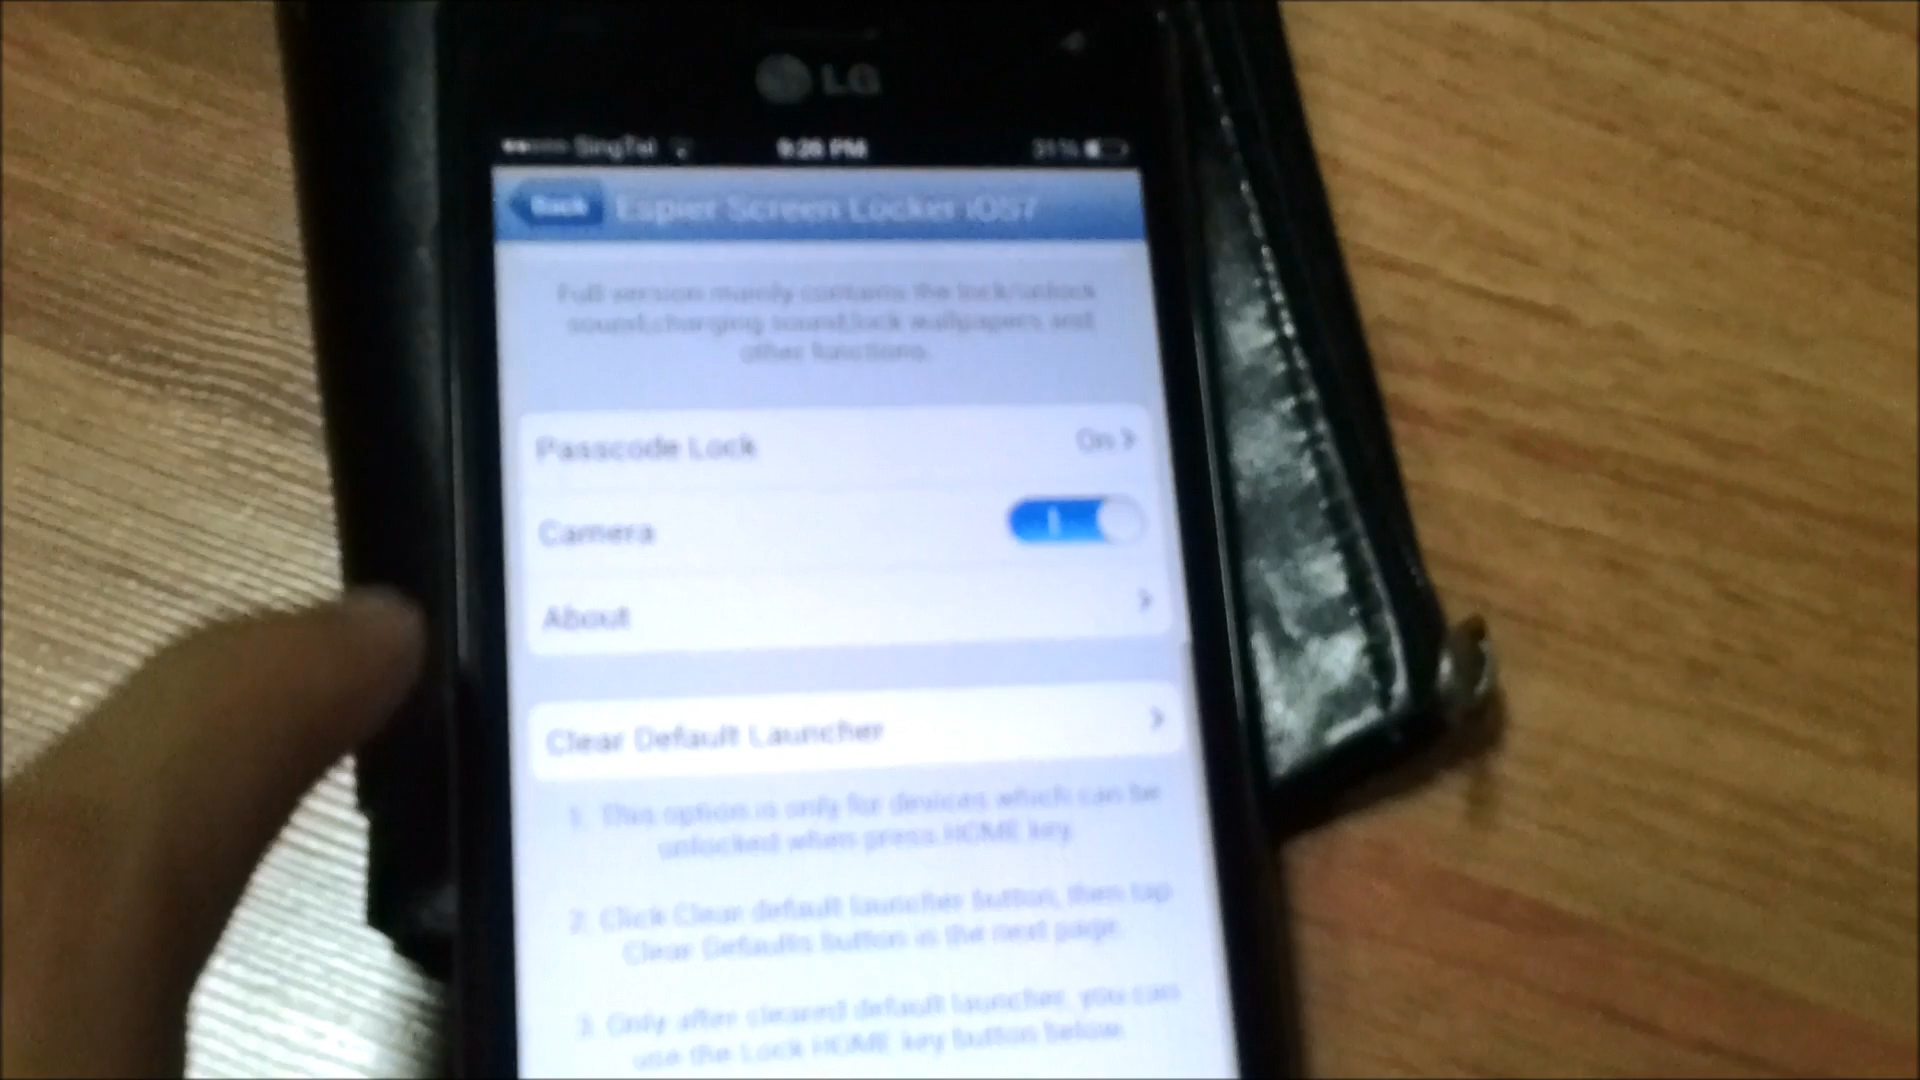 LG
SingTel 9:26 PM 31%
Back Espier Screen Locker iOS7
Full version mainly contains the lock/unlock
sound,charging sound,lock wallpapers and
other functions.
Passcode Lock On
Camera
About
Clear Default Launcher
1. This option is only for devices which can be
unlocked when press HOME key.
2. Click Clear default launcher button, then tap
Clear Defaults button in the next page.
3. Only after cleared default launcher, you can
use the Lock HOME key button below.